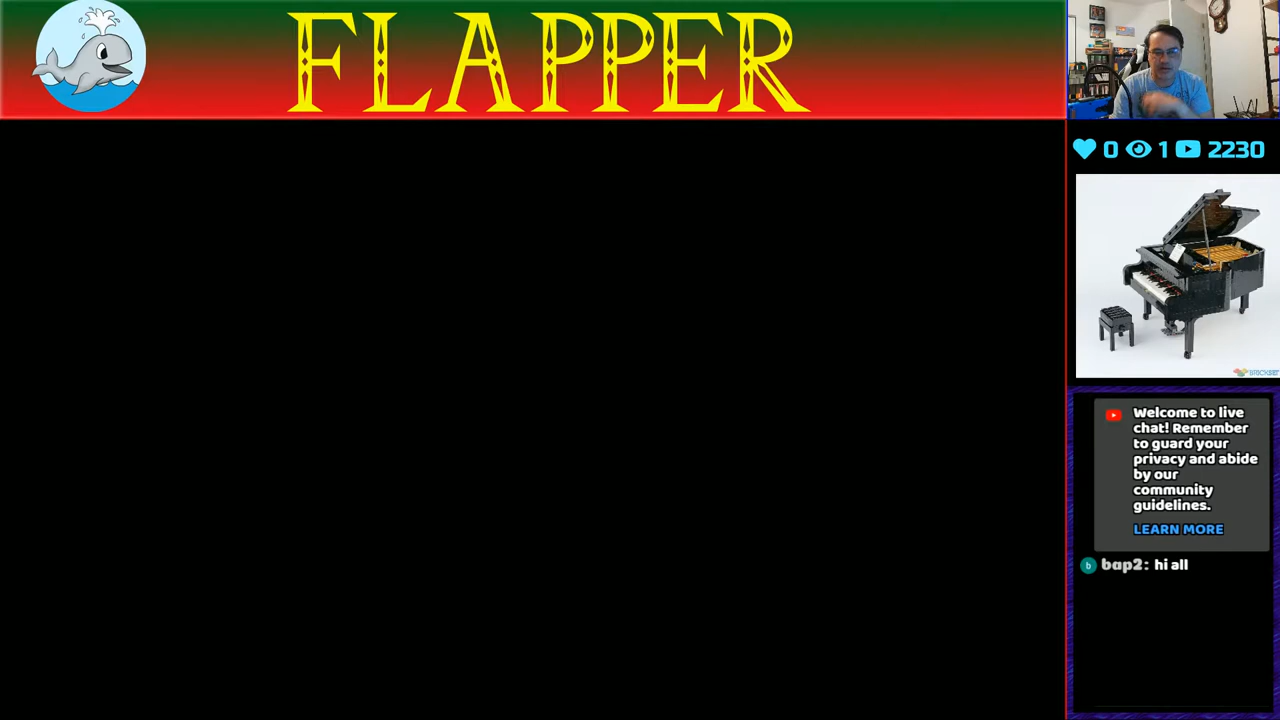 FLAPPER
0 1 2230
BRICKSET
Welcome to live
chat! Remember
to guard your
privacy and abide
by our
community
guidelines.
LEARN MORE
b bap2: hi all